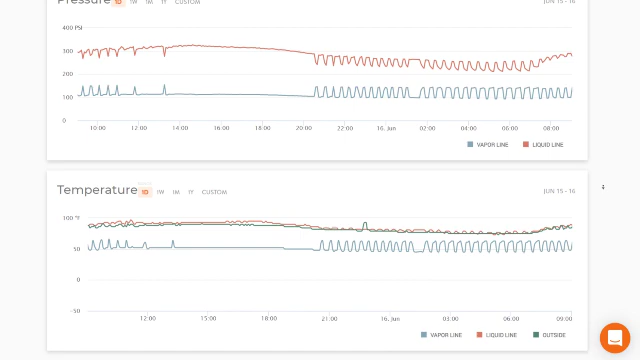 Pressure 1D 1W 1M 1Y CUSTOM JUN 15 - 16
400 PSI
300
200
100
0
10:00 12:00 14:00 16:00 18:00 20:00 22:00 16. Jun 02:00 04:00 06:00 08:00
VAPOR LINE LIQUID LINE
Temperature 1D 1W 1M 1Y CUSTOM JUN 15 - 16
100 °F
50
0
-50
12:00 15:00 18:00 21:00 16. Jun 03:00 06:00 09:00
VAPOR LINE LIQUID LINE OUTSIDE